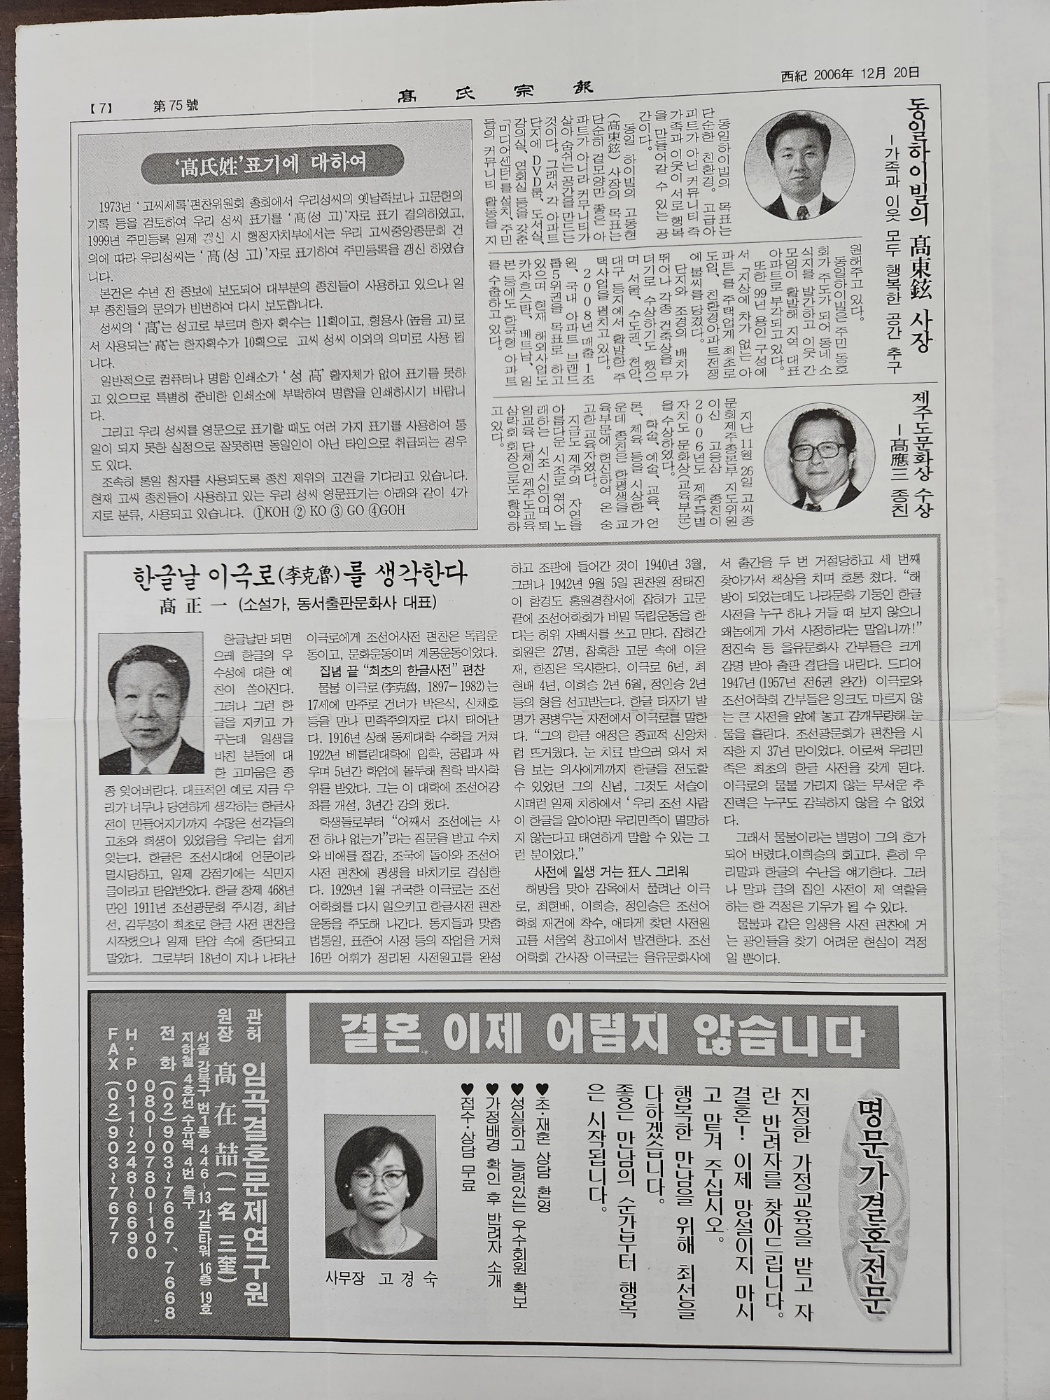 【7】
第 75 號
髙 氏 宗 報
西紀 2006年 12月 20日
'髙氏姓'표기에 대하여
1973년 '고씨세록'편찬위원회 총회에서 우리성씨의 옛날족보나 고문헌의
기록 등을 검토하여 우리 성씨 표기를 '髙(성 고)'자로 표기 결의하였고,
1999년 주민등록 일제 갱신 시 행정자치부에서는 우리 고씨중앙종문회 건
의에 따라 우리성씨는 '髙(성 고)'자로 표기하여 주민등록을 갱신 하였습
니다.
본건은 수년 전 종보에 보도되어 대부분의 종친들이 사용하고 있으나 일
부 종친들의 문의가 빈번하여 다시 보도합니다.
성씨의 '髙'는 성고로 부르며 한자 획수는 11획이고, 형용사(높을 고)로
서 사용되는'高'는 한자획수가 10획으로 고씨 성씨 이외의 의미로 사용 됩
니다.
일반적으로 컴퓨터나 명함 인쇄소가 '성 髙' 활자체가 없어 표기를 못하
고 있으므로 특별히 준비한 인쇄소에 부탁하여 명함을 인쇄하시기 바랍니
다.
그리고 우리 성씨를 영문으로 표기할 때도 여러 가지 표기를 사용하여 통
일이 되지 못한 실정으로 잘못하면 동일인이 아닌 타인으로 취급되는 경우
도 있다.
조속히 통일 철자를 사용되도록 종친 제위의 고견을 기다리고 있습니다.
현재 고씨 종친들이 사용하고 있는 우리 성씨 영문표기는 아래와 같이 4가
지로 분류, 사용되고 있습니다. ①KOH ② KO ③ GO ④GOH
동일하이빌의 髙東鉉 사장
─가족과 이웃 모두 행복한 공간 추구
동일하이빌의 목표는
단순한 친환경, 고급아
파트가 아닌 커뮤니티 즉
가족과 이웃이 서로 행복
을 만들어갈 수 있는 공
간이다.
동일 하이빌의 고동현
(髙東鉉) 사장의 목표는
단순히 겉모양만 좋은 아
파트가 아니라 커뮤니티가
살아 숨쉬는 공간을 만드는
것이다. 그래서 각 아파트
단지에 DVD룸, 도서실,
강의실, 연회실 등을 갖춘
「미디어센터」를 설치, 주민
들의 커뮤니티 활동을 지
원해주고 있다.
동일하이빌은 주민 동호
회가 주도가 되어 동네 소
식지를 발간하고 이웃 간
모임이 활발해 지역 대표
아파트로 부각되고 있다.
또한 99년 용인 구성에
서 「지상에 차가 없는 아
파트」를 주택업계 최초로
도입, 친환경아파트 전쟁
에 불씨를 당겼다.
단지와 조경의 배치가
뛰어나 각종 건축상을 무
더기로 수상하기도 했으
며 서울, 수도권, 천안,
대구 등지에서 활발한 주
택사업을 펼치고 있다.
2008년 매출 1조
원, 국내 아파트 브랜드
톱5위권을 목표로 하고
있으며 현재 해외사업도
카자흐스탄, 베트남, 일
본 등에도 한국형 아파트
를 수출하고 있다.
제주도문화상 수상
─髙應三 종친
지난 11월 26일 고씨종
문회제주총본부 지도위원
이신 고응삼 종친이
2006년도 제주특별
자치도 문화상(교육부문)
을 수상하였다.
학술, 예술, 교육, 언
론, 체육 등을 시상한 가
운데 종친은 한평생을 교
육부문에 헌신하여 온 숭
고한 교육자였다.
지금도 제주의 자연을
아름다운 시조로 엮어 노
래하는 시조 시인이며 퇴
임교육 단체인 제주도교육
삼락회 회장으로도 활약하
고 있다.
한글날 이극로(李克魯)를 생각한다
髙 正 一 (소설가, 동서출판문화사 대표)
한글날만 되면
으레 한글의 우
수성에 대한 예
찬이 쏟아진다.
그러나 그런 한
글을 지키고 가
꾸는데 일생을
바친 분들에 대
한 고마움은 종
종 잊어버린다. 대표적인 예로 지금 우
리가 너무나 당연하게 생각하는 한글사
전이 만들어지기까지 수많은 선각들의
고초와 희생이 있었음을 우리는 쉽게
잊는다. 한글은 조선시대에 언문이라
멸시당하고, 일제 강점기에는 식민지
글이라고 탄압받았다. 한글 창제 468년
만인 1911년 조선광문회 주시경, 최남
선, 김두봉이 최초로 한글 사전 편찬을
시작했으나 일제 탄압 속에 중단되고
말았다. 그로부터 18년이 지나 나타난
이극로에게 조선어사전 편찬은 독립운
동이고, 문화운동이며 계몽운동이었다.
집념 끝 "최초의 한글사전" 편찬
물불 이극로(李克魯, 1897－1982)는
17세에 만주로 건너가 박은식, 신채호
등을 만나 민족주의자로 다시 태어난
다. 1916년 상해 동제대학 수학을 거쳐
1922년 베를린대학에 입학, 궁핍과 싸
우며 5년간 학업에 몰두해 철학 박사학
위를 받았다. 그는 이 대학에 조선어강
좌를 개설, 3년간 강의 했다.
학생들로부터 "어째서 조선에는 사
전 하나 없는가"라는 질문을 받고 수치
와 비애를 절감, 조국에 돌아와 조선어
사전 편찬에 평생을 바치기로 결심한
다. 1929년 1월 귀국한 이극로는 조선
어학회를 다시 일으키고 한글사전 편찬
운동을 주도해 나간다. 동지들과 맞춤
법통일, 표준어 사정 등의 작업을 거쳐
16만 어휘가 정리된 사전원고를 완성
하고 조판에 들어간 것이 1940년 3월,
그러나 1942년 9월 5일 편찬원 정태진
이 함경도 홍원경찰서에 잡혀가 고문
끝에 조선어학회가 비밀 독립운동을 한
다는 허위 자백서를 쓰고 만다. 잡혀간
회원은 27명, 참혹한 고문 속에 이윤
재, 한징은 옥사한다. 이극로 6년, 최
현배 4년, 이희승 2년 6월, 정인승 2년
등의 형을 선고받는다. 한글 타자기 발
명가 공병우는 자전에서 이극로를 말한
다. "그의 한글 애정은 종교적 신앙처
럼 뜨거웠다. 눈 치료 받으러 와서 처
음 보는 의사에게까지 한글을 전도할
수 있었던 그의 신념, 그것도 서슬이
시퍼런 일제 치하에서 '우리 조선 사람
이 한글을 알아야만 우리민족이 멸망하
지 않는다고 태연하게 말할 수 있는 그
런 분이었다."
사전에 일생 거는 狂人 그리워
해방을 맞아 감옥에서 풀려난 이극
로, 최현배, 이희승, 정인승은 조선어
학회 재건에 착수, 애타게 찾던 사전원
고를 서울역 창고에서 발견한다. 조선
어학회 간사장 이극로는 을유문화사에
서 출간을 두 번 거절당하고 세 번째
찾아가서 책상을 치며 호통 쳤다. "해
방이 되었는데도 나라문화 기둥인 한글
사전을 누구 하나 거들 떠 보지 않으니
왜놈에게 가서 사정하라는 말입니까!"
정진숙 등 을유문화사 간부들은 크게
감명 받아 출판 결단을 내린다. 드디어
1947년(1957년 전6권 완간) 이극로와
조선어학회 간부들은 잉크도 마르지 않
는 큰 사전을 앞에 놓고 감개무량해 눈
물을 흘린다. 조선광문회가 편찬을 시
작한 지 37년 만이었다. 이로써 우리민
족은 최초의 한글 사전을 갖게 된다.
이극로의 물불 가리지 않는 무서운 추
진력은 누구도 감복하지 않을 수 없었
다.
그래서 물불이라는 별명이 그의 호가
되어 버렸다.이희승의 회고다. 흔히 우
리말과 한글의 수난을 얘기한다. 그러
나 말과 글의 집인 사전이 제 역할을
하는 한 걱정은 기우가 될 수 있다.
물불과 같은 일생을 사전 편찬에 거
는 광인들을 찾기 어려운 현실이 걱정
일 뿐이다.
결혼 이제 어렵지 않습니다
명문가결혼전문
진정한 가정교육을 받고 자
란 반려자를 찾아드립니다.
결혼! 이제 망설이지 마시
고 맡겨 주십시오.
행복한 만남을 위해 최선을
다하겠습니다.
좋은 만남의 순간부터 행복
은 시작됩니다.
♥초·재혼 상담 환영
♥성실하고 능력있는 우수회원 확보
♥가정배경 확인 후 반려자 소개
♥접수·상담 무료
사무장 고 경 숙
관허 임곡결혼문제연구원
원장 髙 在 喆 (一名 三奎)
서울 강북구 번1동 446-13 가든타워 16층 19호
지하철 4호선 수유역 4번 출구
전 화 (02)903~7667、7668
080-0780-100
H·P 011~248~6690
FAX (02)903~7677